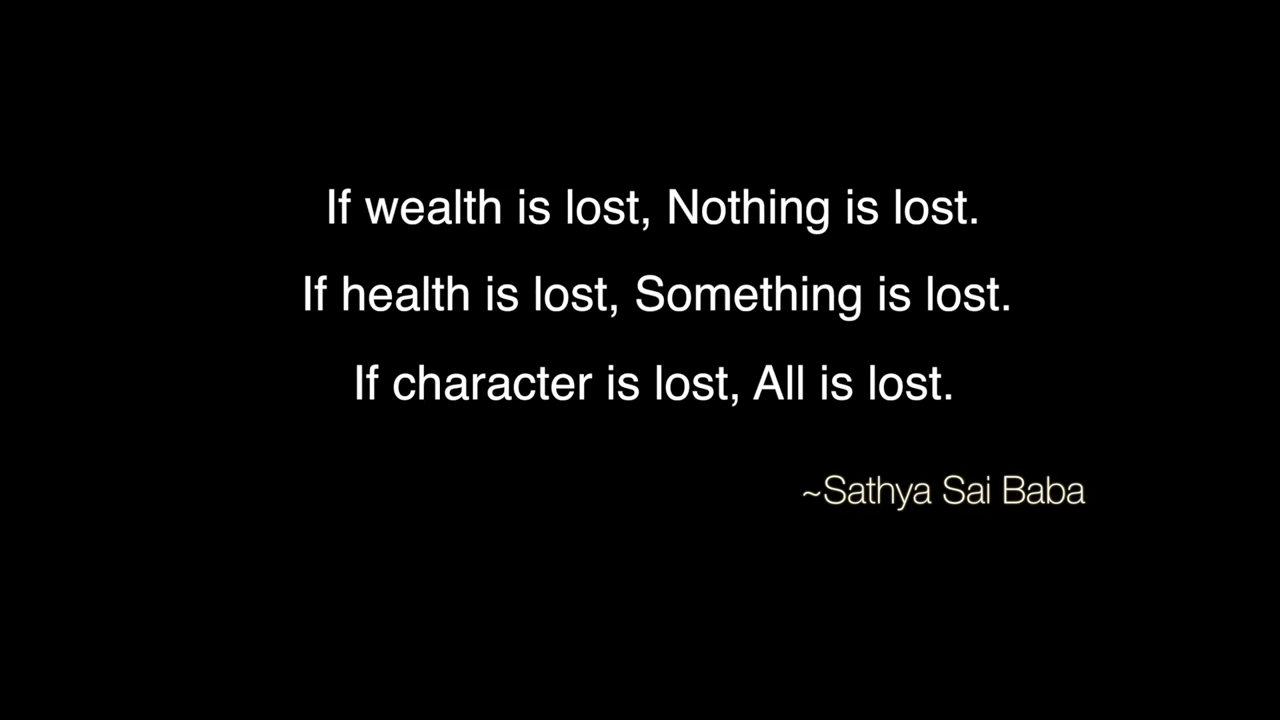 If wealth is lost, Nothing is lost.
If health is lost, Something is lost.
If character is lost, All is lost.
~Sathya Sai Baba